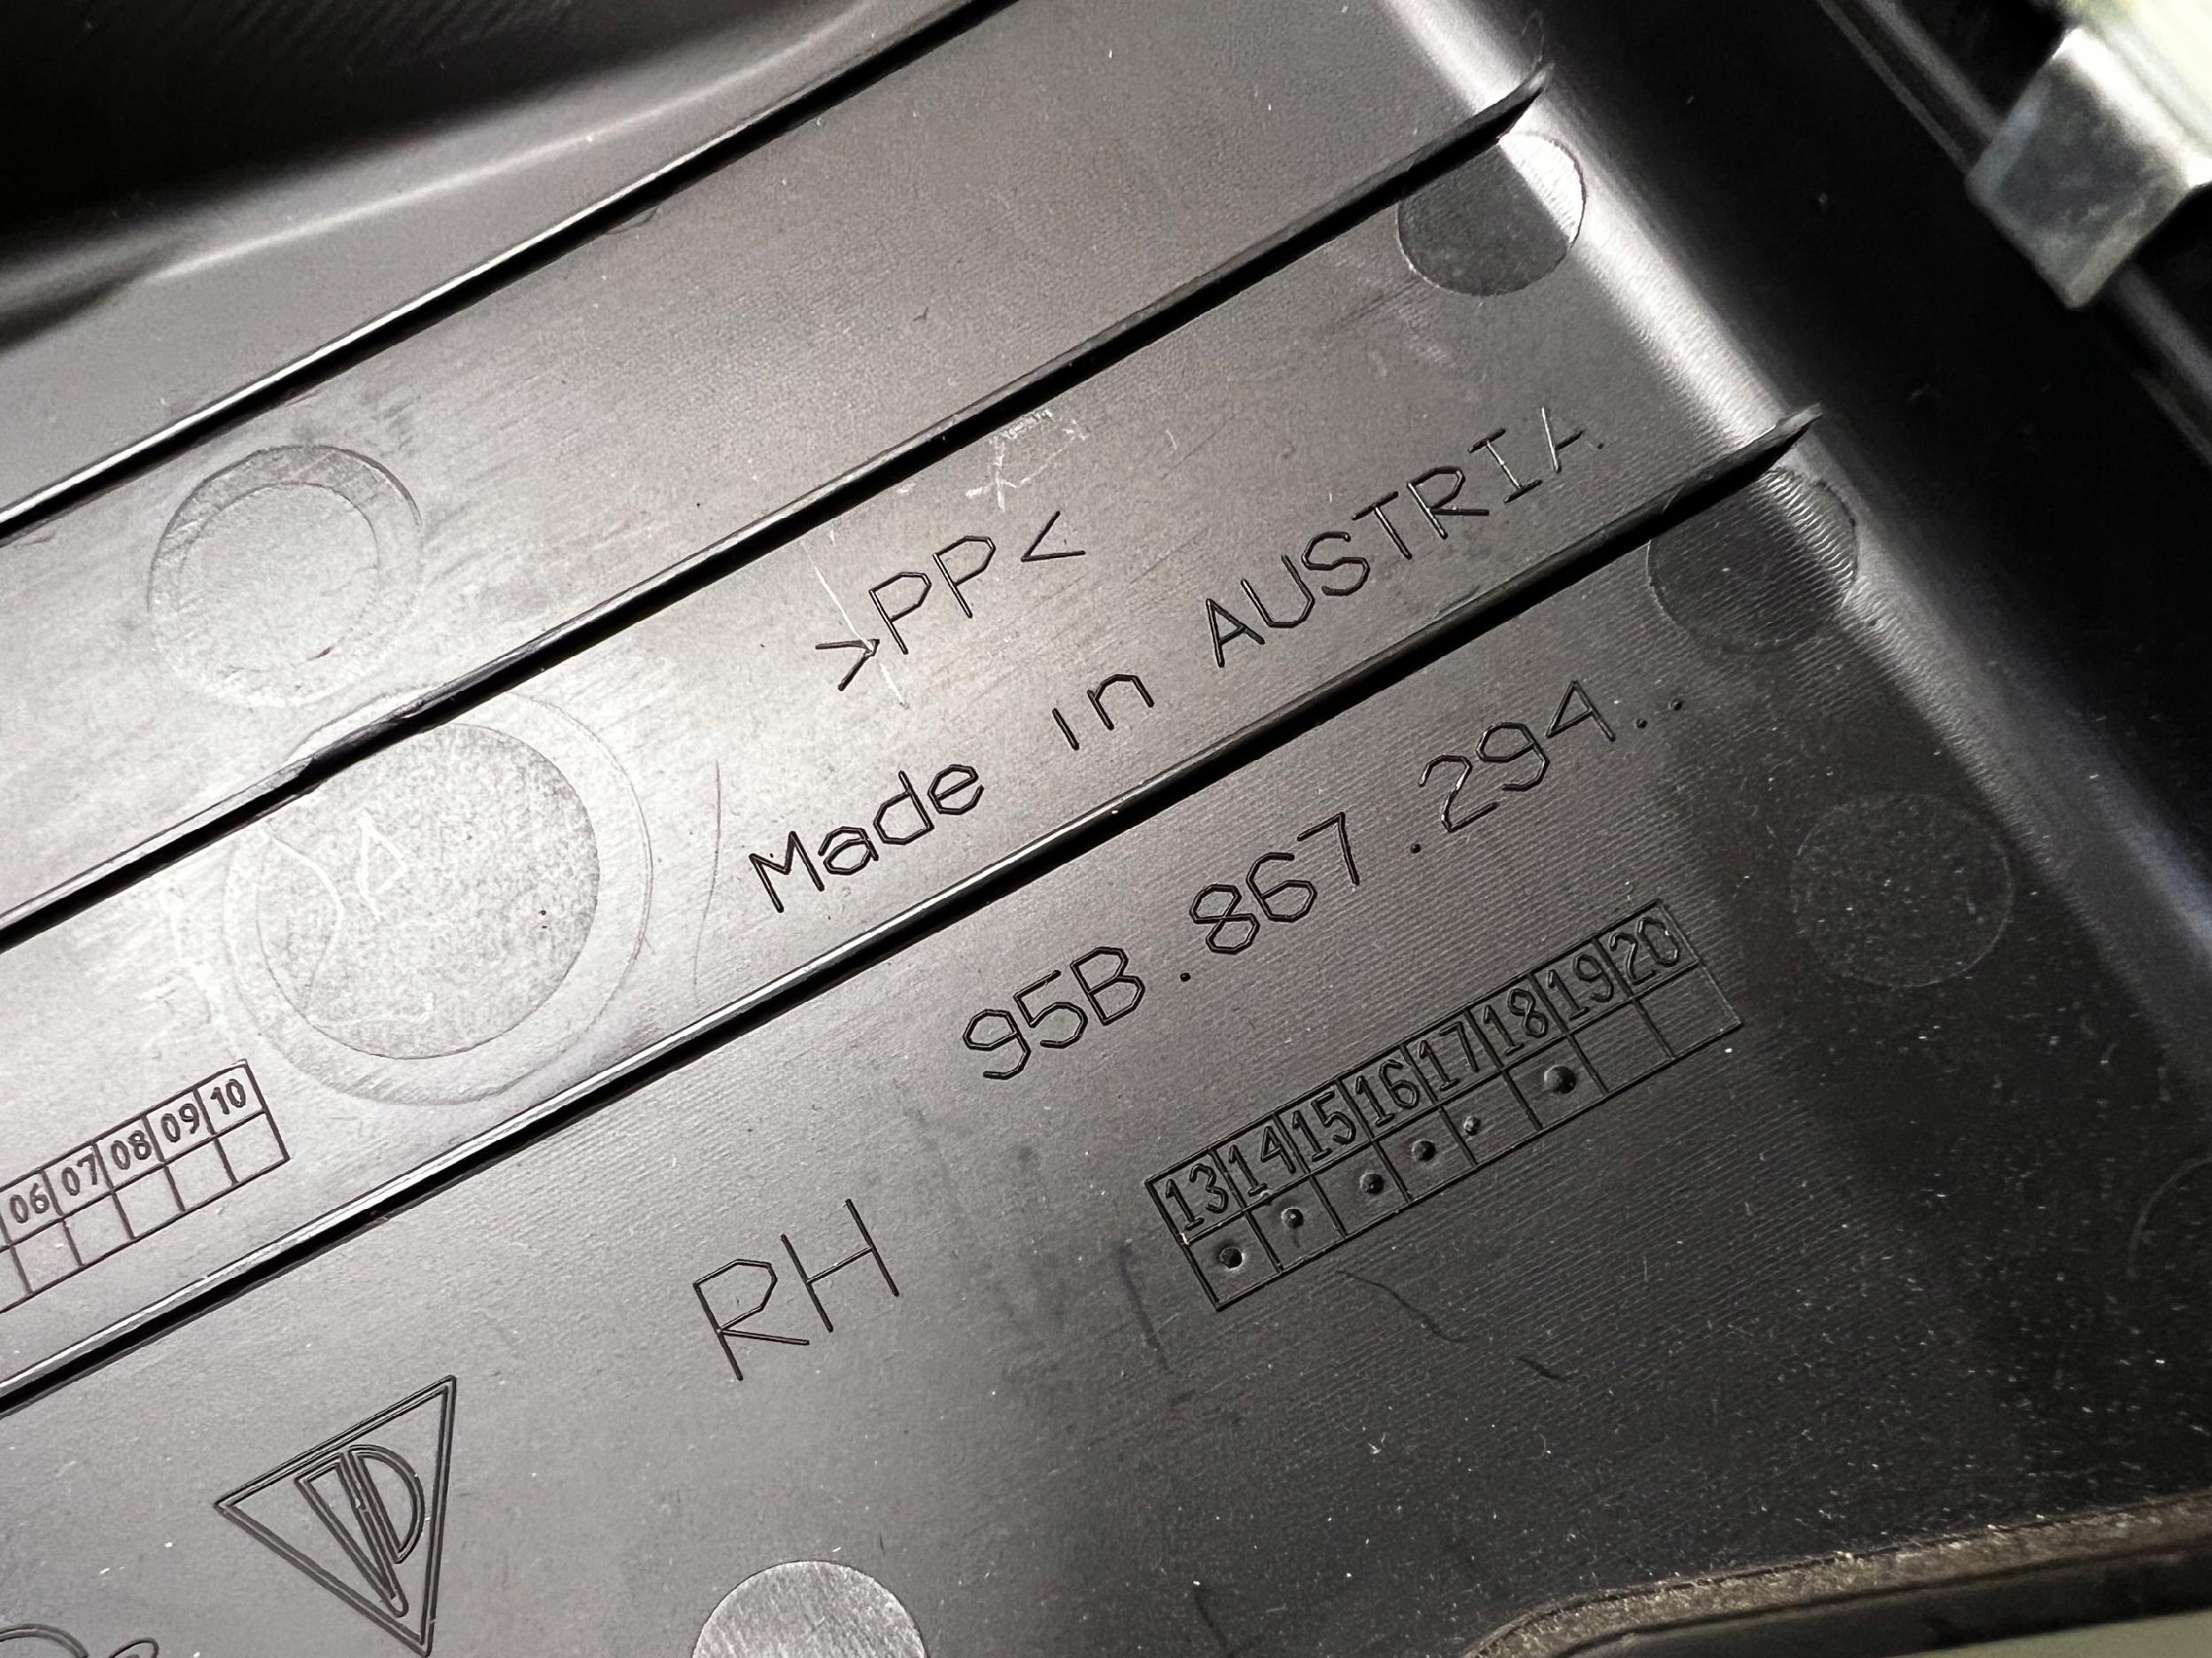 >PP<
Made in AUSTRIA
95B.867.294..
06 07 08 09 10
13 14 15 16 17 18 19 20
RH